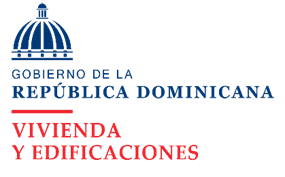 GOBIERNO DE LA
REPÚBLICA DOMINICANA
VIVIENDA
Y EDIFICACIONES